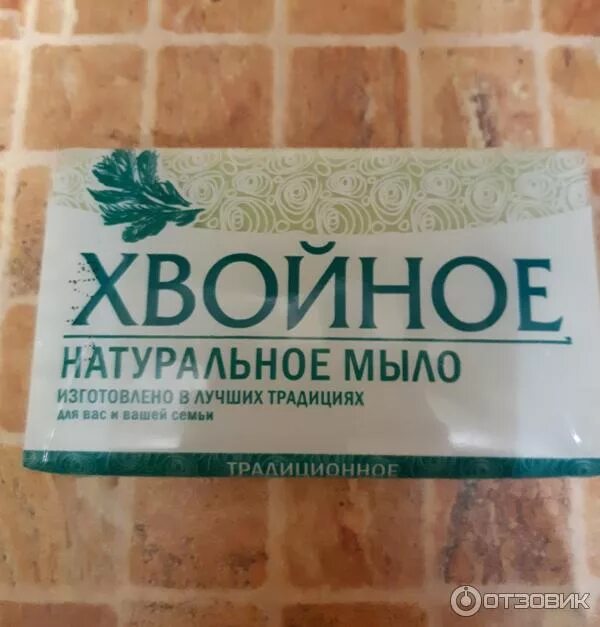 ХВОЙНОЕ
НАТУРАЛЬНОЕ МЫЛО
ИЗГОТОВЛЕНО В ЛУЧШИХ ТРАДИЦИЯХ
для вас и вашей семьи
ТРАДИЦИОННОЕ
ОТЗОВИК